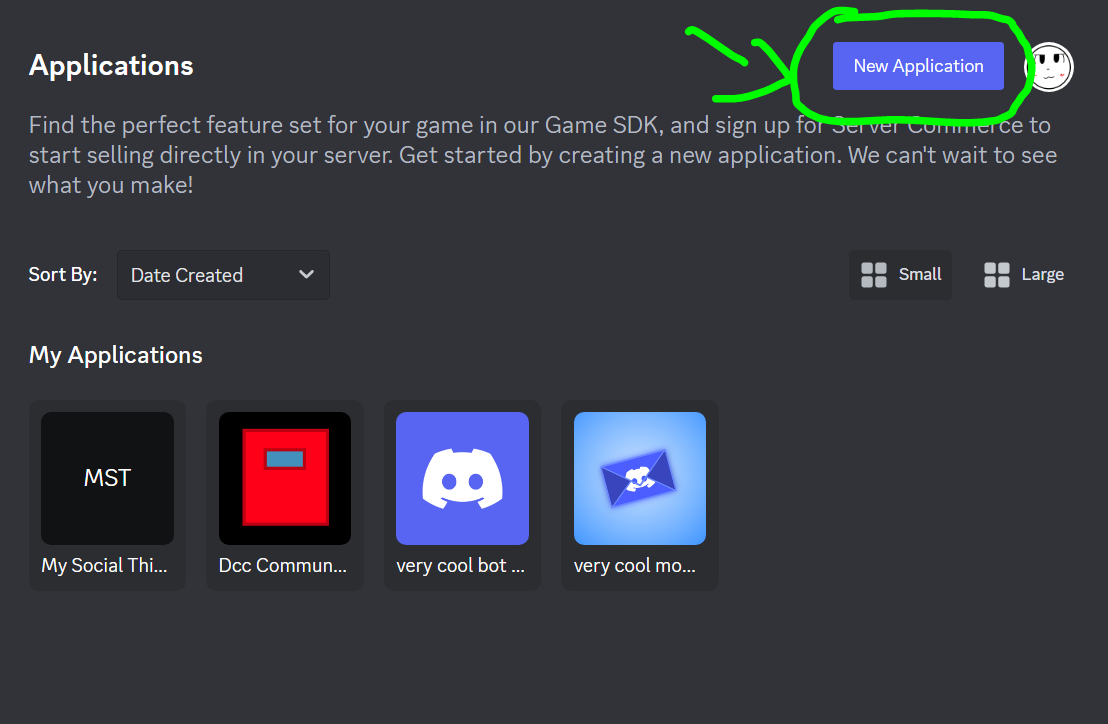 Applications
New Application
Find the perfect feature set for your game in our Game SDK, and sign up for Server Commerce to
start selling directly in your server. Get started by creating a new application. We can't wait to see
what you make!
Sort By:
Date Created
Small
Large
My Applications
MST
My Social Thi...
Dcc Commun...
very cool bot ...
very cool mo...